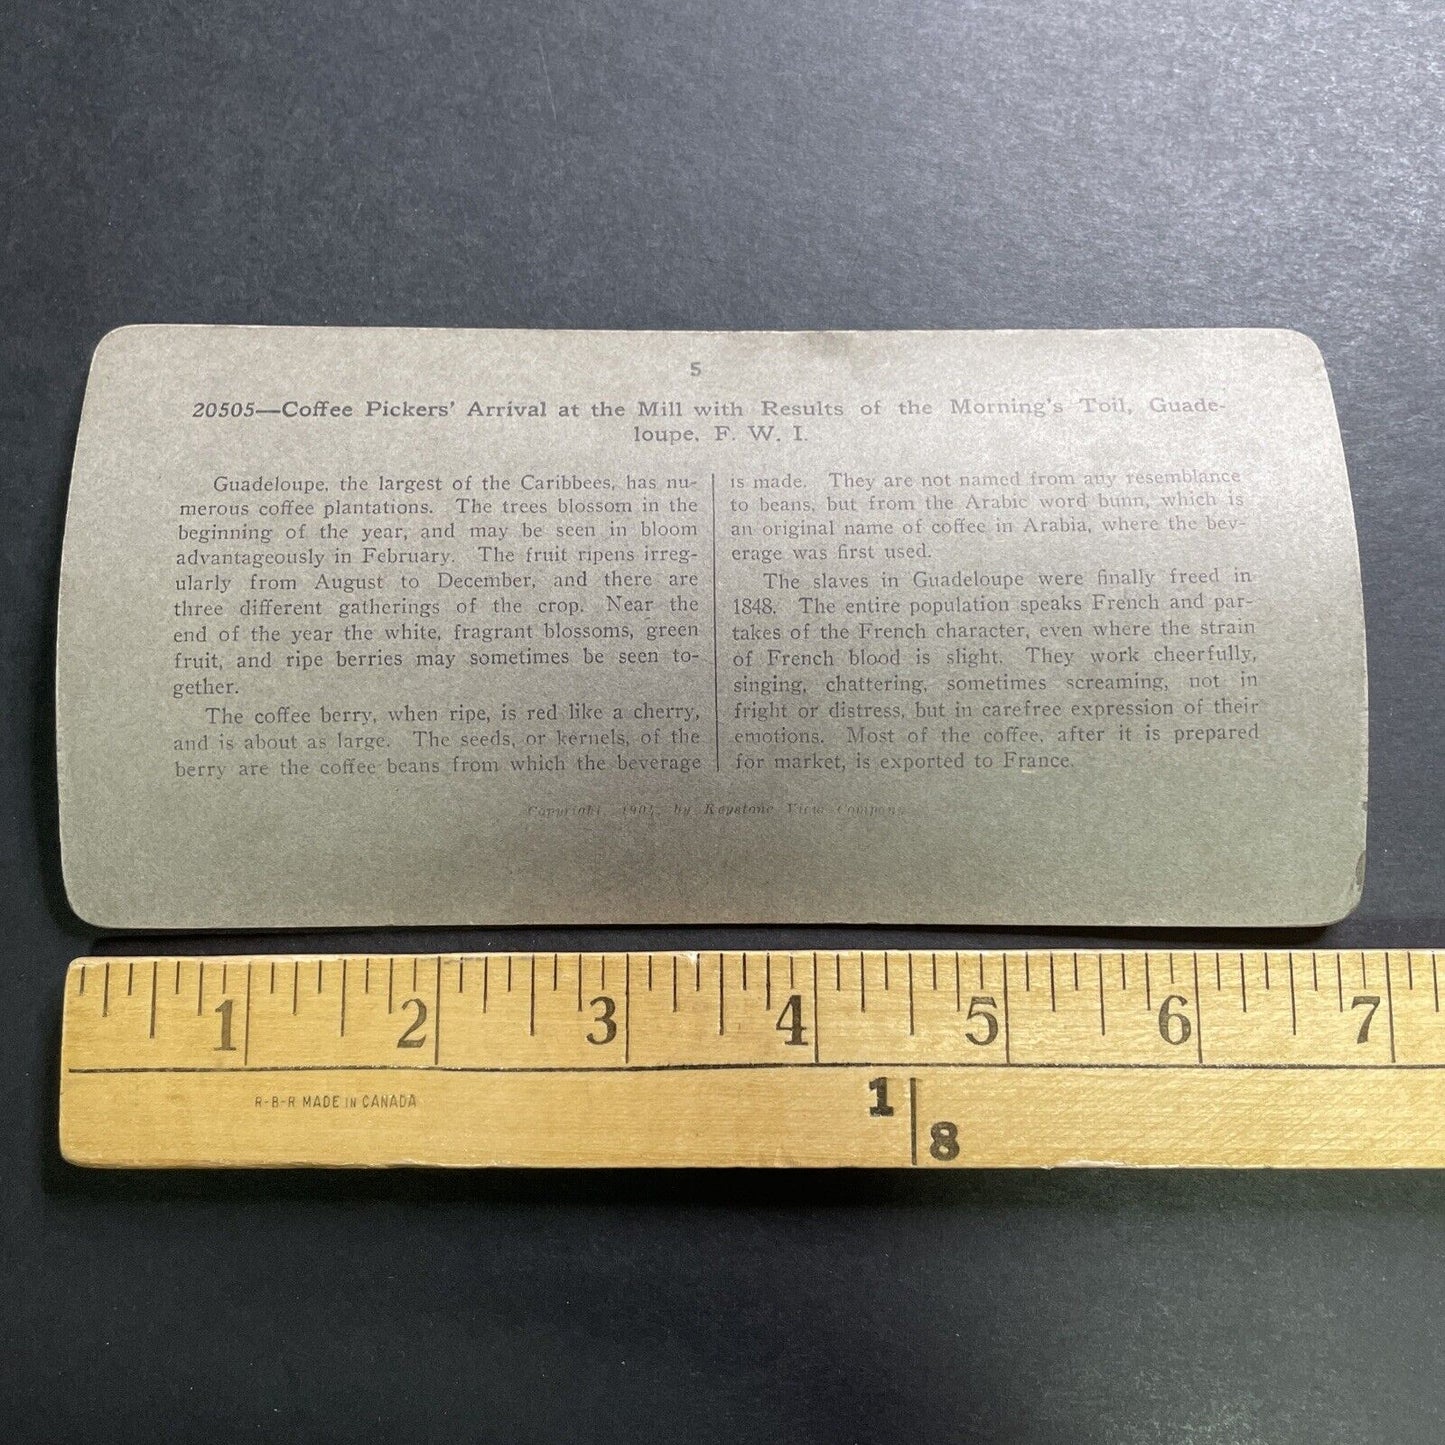 5
20505—Coffee Pickers' Arrival at the Mill with Results of the Morning's Toil, Guade-
loupe, F. W. I.
Guadeloupe, the largest of the Caribbees, has nu-
merous coffee plantations. The trees blossom in the
beginning of the year, and may be seen in bloom
advantageously in February. The fruit ripens irreg-
ularly from August to December, and there are
three different gatherings of the crop. Near the
end of the year the white, fragrant blossoms, green
fruit, and ripe berries may sometimes be seen to-
gether.
The coffee berry, when ripe, is red like a cherry,
and is about as large. The seeds, or kernels, of the
berry are the coffee beans from which the beverage
is made. They are not named from any resemblance
to beans, but from the Arabic word bunn, which is
an original name of coffee in Arabia, where the bev-
erage was first used.
The slaves in Guadeloupe were finally freed in
1848. The entire population speaks French and par-
takes of the French character, even where the strain
of French blood is slight. They work cheerfully,
singing, chattering, sometimes screaming, not in
fright or distress, but in carefree expression of their
emotions. Most of the coffee, after it is prepared
for market, is exported to France.
Copyright, by Keystone View Company
1 2 3 4 5 6 7
R-B-R MADE IN CANADA
1 8